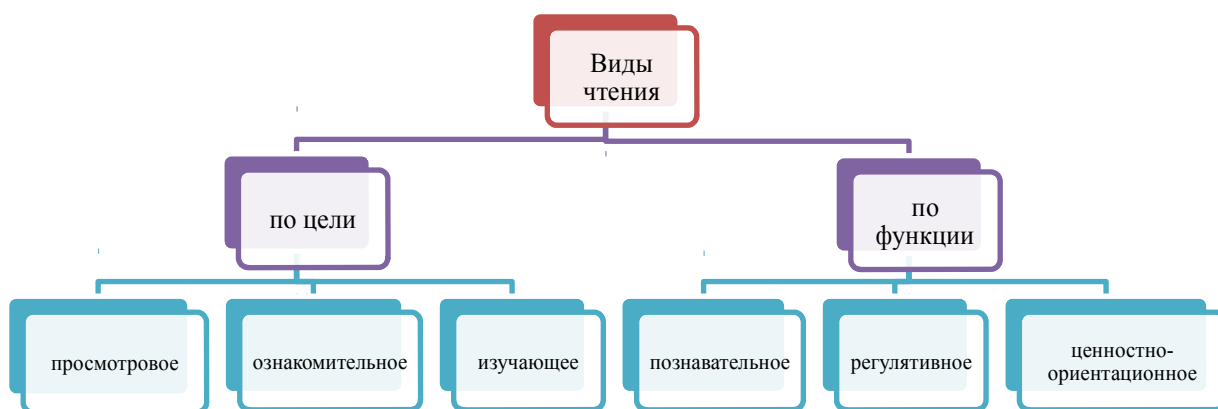 Виды
чтения
по цели
по
функции
просмотровое
ознакомительное
изучающее
познавательное
регулятивное
ценностно-
ориентационное